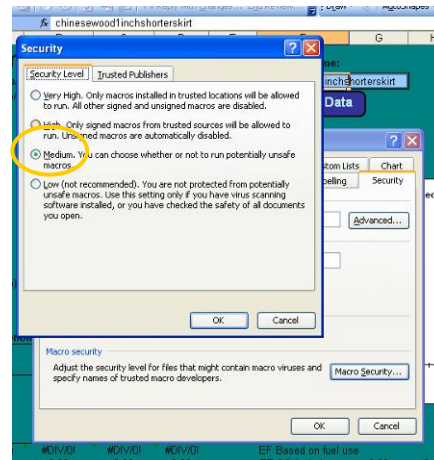 Reply with Changes...
fx chinesewood1inchshorterskirt
G
Security
Security Level
Trusted Publishers
Very High. Only macros installed in trusted locations will be allowed
to run. All other signed and unsigned macros are disabled.
High. Only signed macros from trusted sources will be allowed to
run. Unsigned macros are automatically disabled.
Medium. You can choose whether or not to run potentially unsafe
macros.
Low (not recommended). You are not protected from potentially
unsafe macros. Use this setting only if you have virus scanning
software installed, or you have checked the safety of all documents
you open.
OK
Cancel
me:
inchshorterskirt
Data
stom Lists
Chart
Security
Advanced...
Macro security
Adjust the security level for files that might contain macro viruses and
specify names of trusted macro developers.
Macro Security...
OK
Cancel
#DIV/0!
#DIV/0!
#DIV/0!
EF Based on fuel use